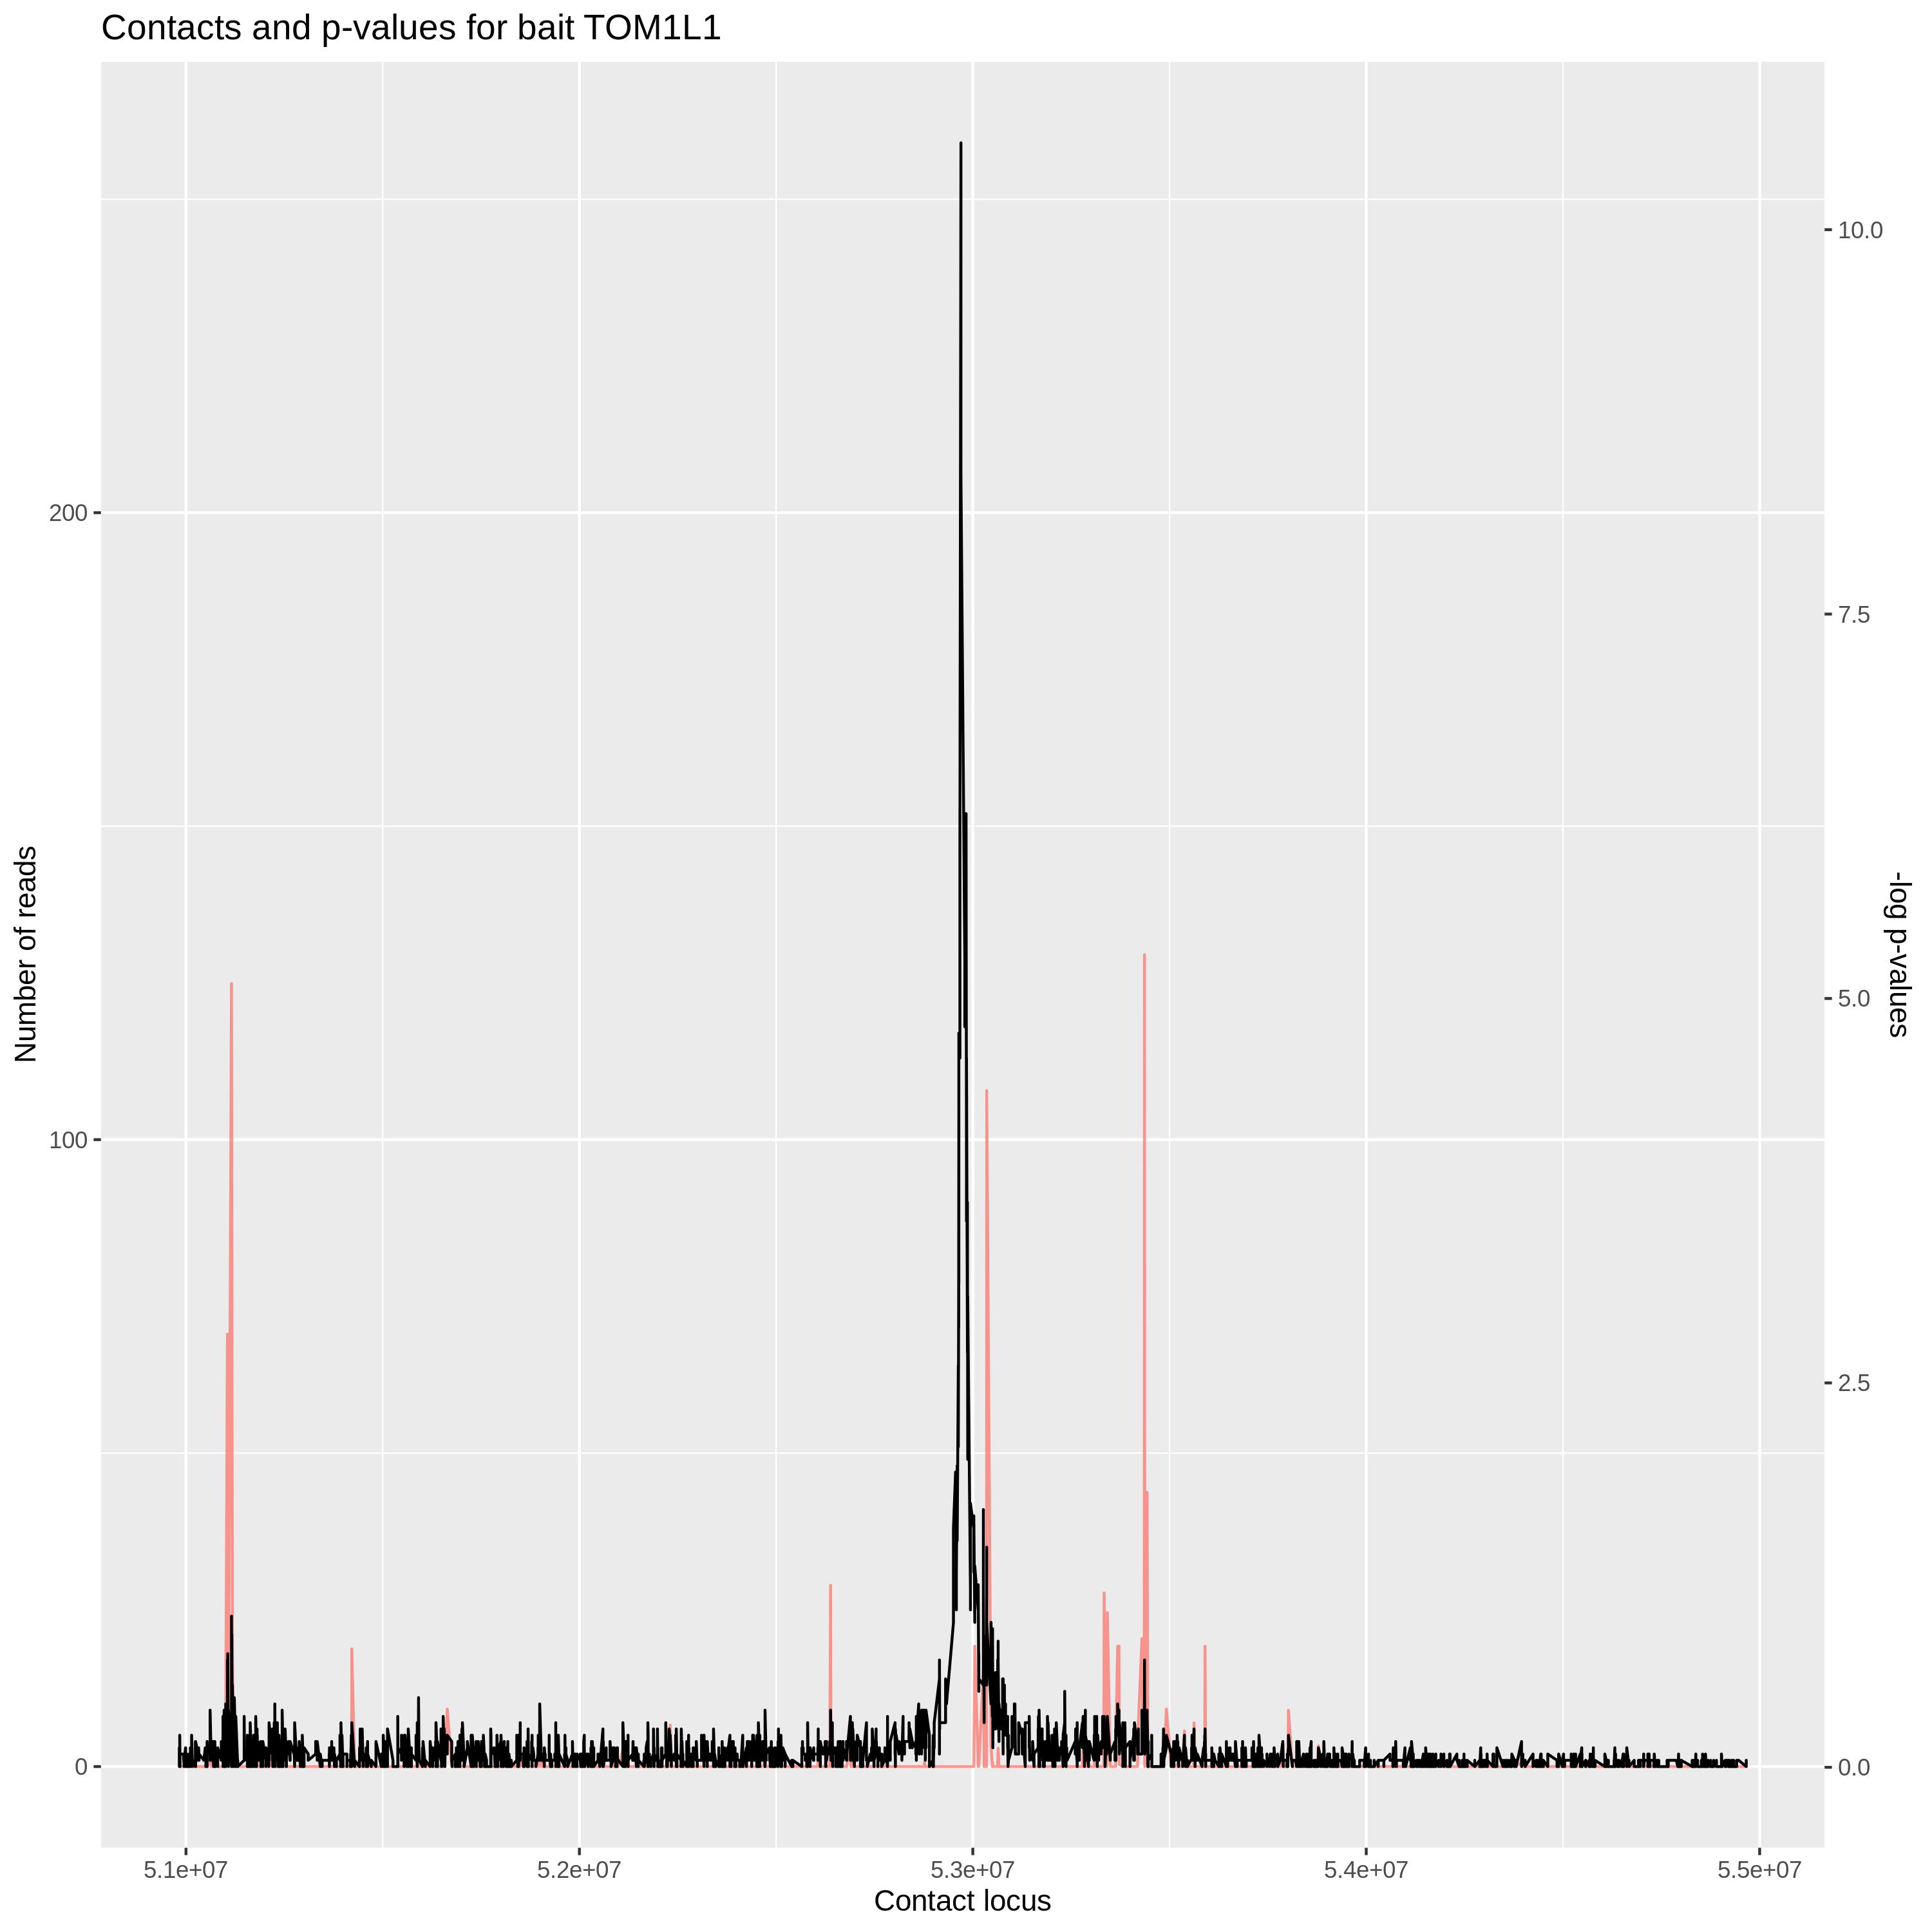 Contacts and p-values for bait TOM1L1
Number of reads
200
100
0
10.0
7.5
5.0
2.5
0.0
-log p-values
5.1e+07
5.2e+07
5.3e+07
5.4e+07
5.5e+07
Contact locus